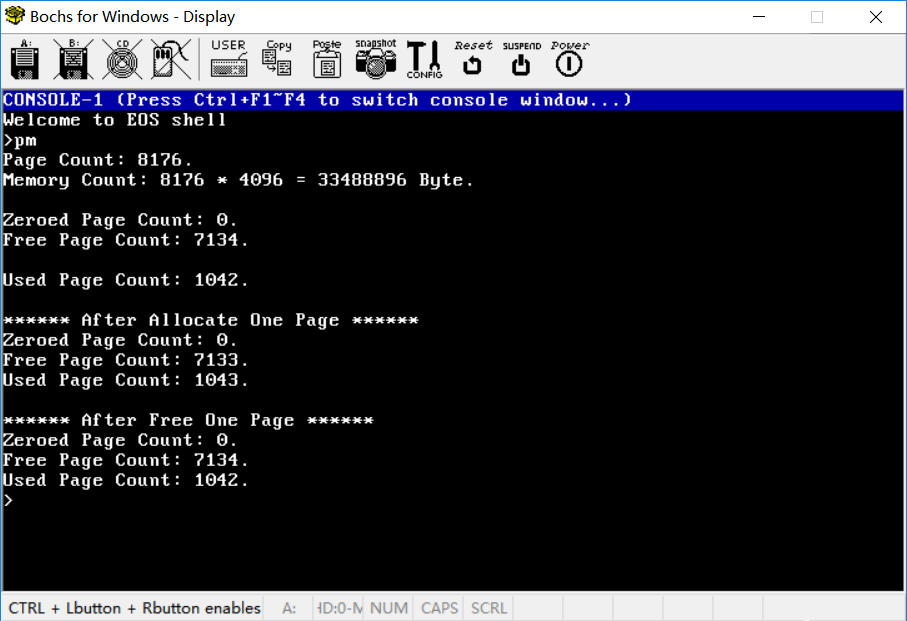 Bochs for Windows - Display
A: B: CD USER Copy Poste snapshot CONFIG Reset SUSPEND Power
CONSOLE-1 (Press Ctrl+F1~F4 to switch console window...)
Welcome to EOS shell
>pm
Page Count: 8176.
Memory Count: 8176 * 4096 = 33488896 Byte.
Zeroed Page Count: 0.
Free Page Count: 7134.
Used Page Count: 1042.
****** After Allocate One Page ******
Zeroed Page Count: 0.
Free Page Count: 7133.
Used Page Count: 1043.
****** After Free One Page ******
Zeroed Page Count: 0.
Free Page Count: 7134.
Used Page Count: 1042.
>
CTRL + Lbutton + Rbutton enables A: HD:0-M NUM CAPS SCRL